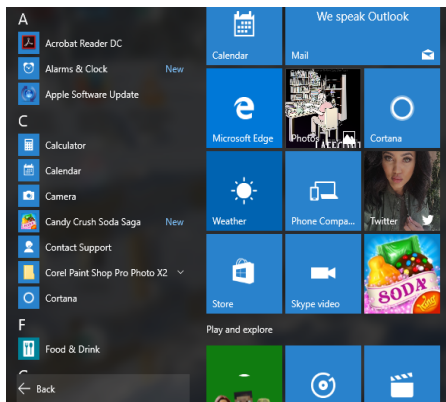 A
Acrobat Reader DC
Alarms & Clock New
Apple Software Update
C
Calculator
Calendar
Camera
Candy Crush Soda Saga New
Contact Support
Corel Paint Shop Pro Photo X2
Cortana
F
Food & Drink
Back
We speak Outlook
Calendar
Mail
Microsoft Edge
Photos
Cortana
Weather
Phone Compa...
Twitter
Store
Skype video
SODA
King
Play and explore